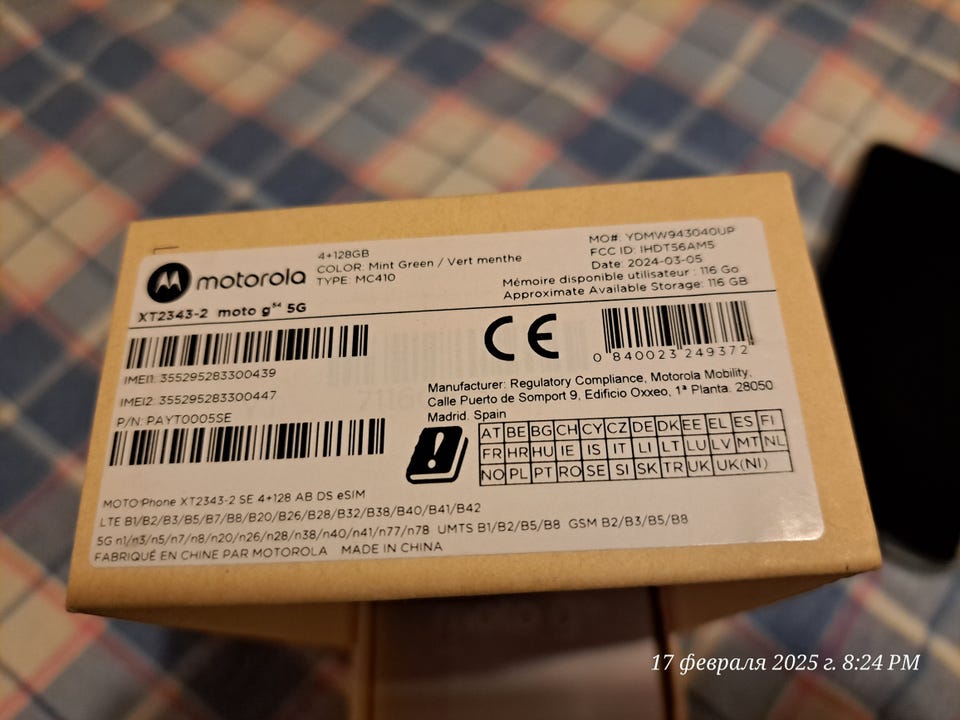 motorola
4+128GB
COLOR: Mint Green / Vert menthe
TYPE: MC410
MO#: YDMW943040UP
FCC ID: IHDT56AM5
Date: 2024-03-05
Mémoire disponible utilisateur : 116 Go
Approximate Available Storage: 116 GB
XT2343-2 moto g⁵⁴ 5G
IMEI1: 355295283300439
IMEI2: 355295283300447
P/N: PAYT0005SE
CE
0 840023 249372
Manufacturer: Regulatory Compliance, Motorola Mobility,
Calle Puerto de Somport 9, Edificio Oxxeo, 1ª Planta. 28050
Madrid. Spain
AT BE BG CH CY CZ DE DK EE EL ES FI
FR HR HU IE IS IT LI LT LU LV MT NL
NO PL PT RO SE SI SK TR UK UK(NI)
MOTO Phone XT2343-2 SE 4+128 AB DS eSIM
LTE B1/B2/B3/B5/B7/B8/B20/B26/B28/B32/B38/B40/B41/B42
5G n1/n3/n5/n7/n8/n20/n26/n28/n38/n40/n41/n77/n78 UMTS B1/B2/B5/B8 GSM B2/B3/B5/B8
FABRIQUÉ EN CHINE PAR MOTOROLA MADE IN CHINA
17 февраля 2025 г. 8:24 PM